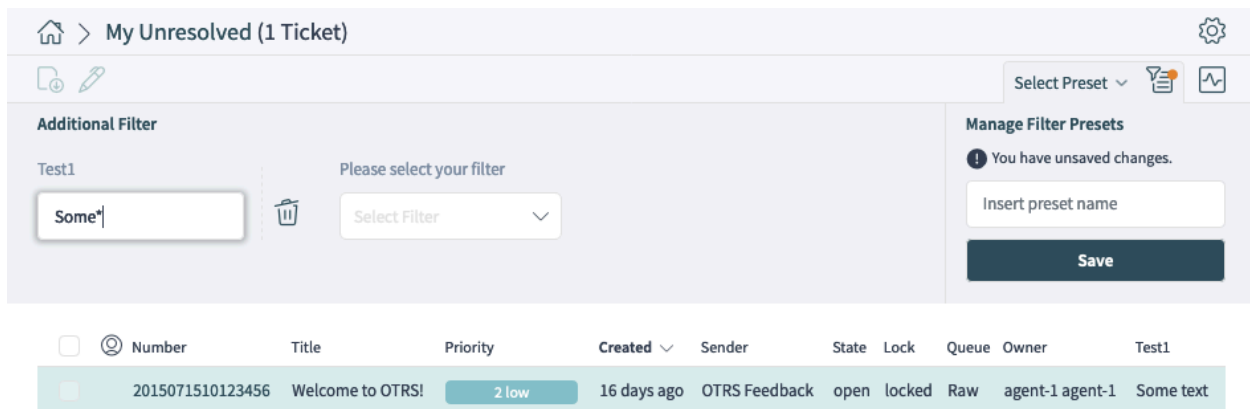 My Unresolved (1 Ticket)
Select Preset
Additional Filter
Manage Filter Presets
You have unsaved changes.
Test1
Please select your filter
Some*
Select Filter
Insert preset name
Save
Number Title Priority Created Sender State Lock Queue Owner Test1
2015071510123456 Welcome to OTRS! 2 low 16 days ago OTRS Feedback open locked Raw agent-1 agent-1 Some text